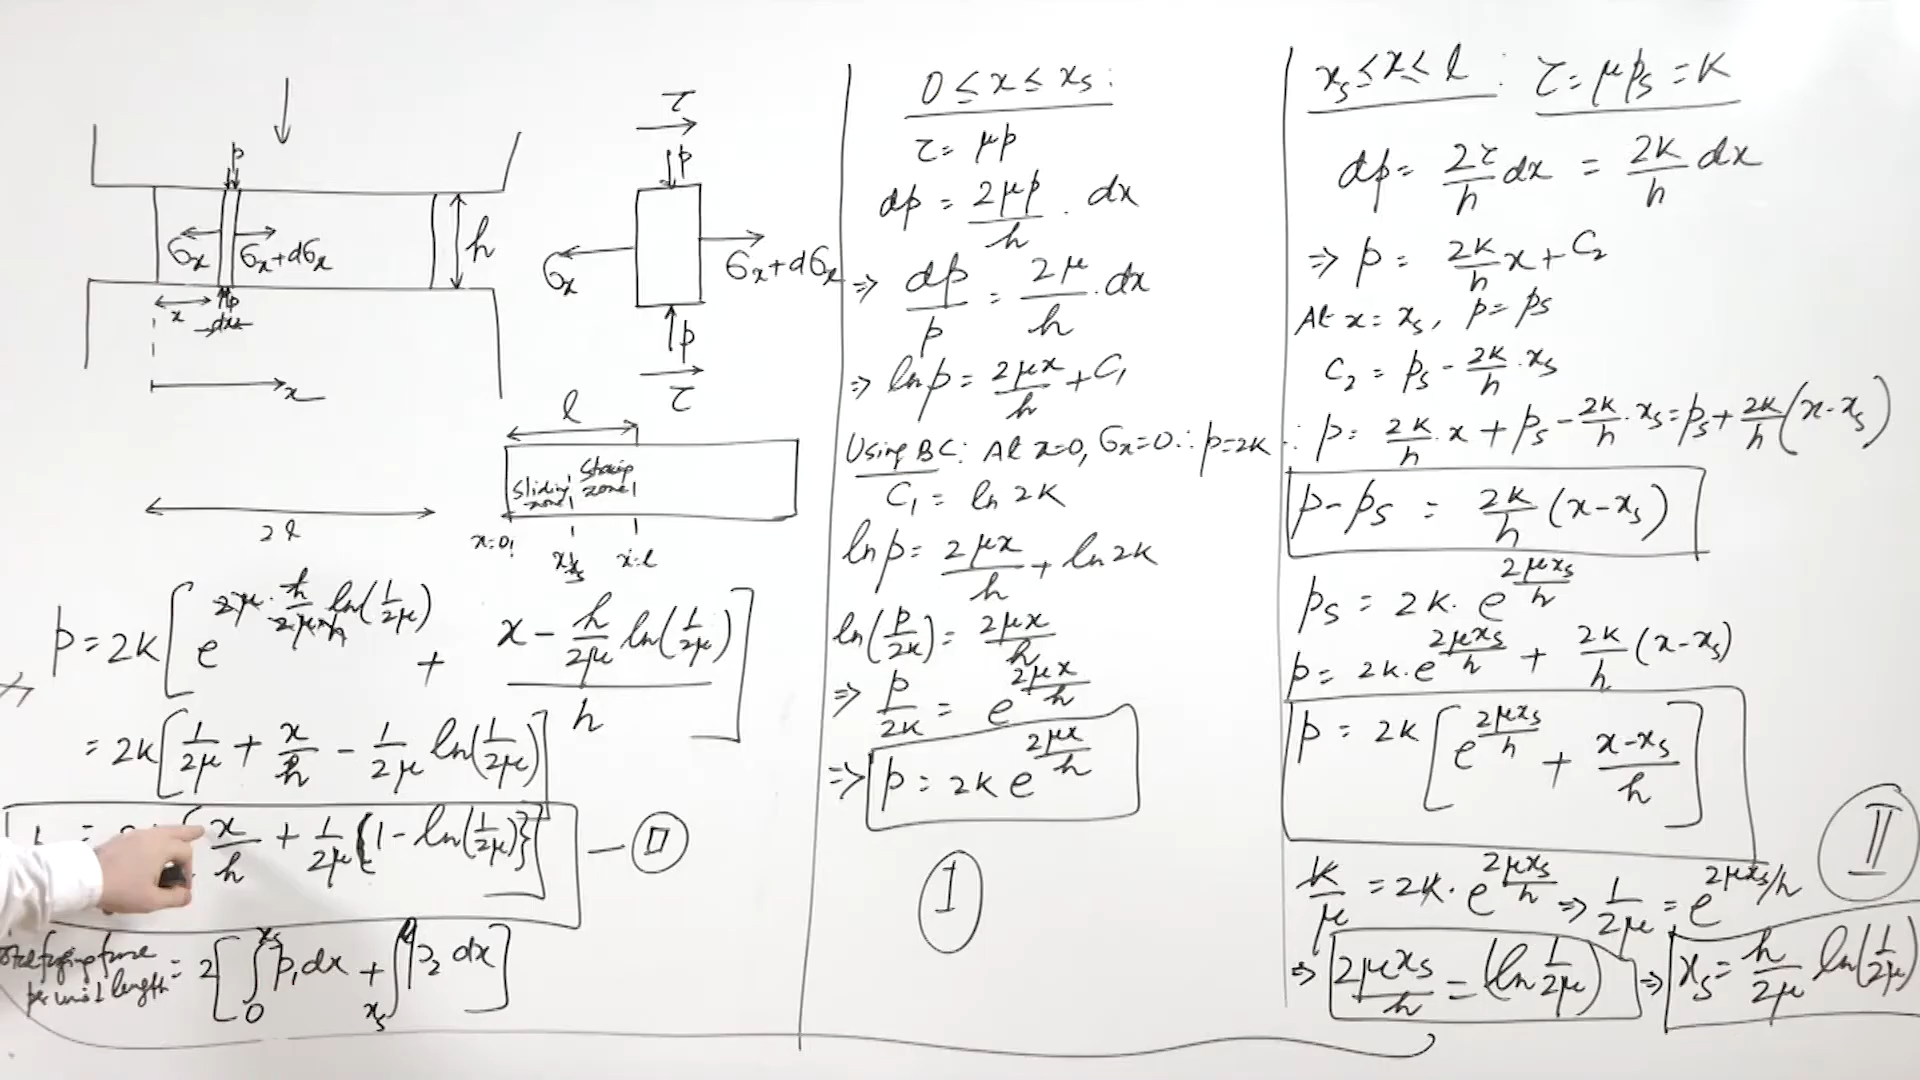 p
σx
σx+dσx
h
x
dx
p
x
2l
τ
p
σx
σx+dσx
p
τ
l
Sliding zone
zone
x=0
xs
x=l
p = 2k [ e^(2μ · h/2μh ln(1/2μ)) + (x - h/2μ ln(1/2μ))/h ]
= 2k [ 1/2μ + x/h - 1/2μ ln(1/2μ) ]
[ x/h + 1/2μ { 1 - ln(1/2μ) } ] — II
per unit length = 2 [ ∫_0^xs p₁ dx + ∫_xs^l p₂ dx ]
0 ≤ x ≤ xs :
τ = μp
dp = 2μp/h . dx
⇒ dp/p = 2μ/h . dx
⇒ ln p = 2μx/h + C₁
Using BC: At x=0, σx=0 ∴ p=2k
C₁ = ln 2k
ln p = 2μx/h + ln 2k
ln(p/2k) = 2μx/h
⇒ p/2k = e^(2μx/h)
⇒ p = 2k e^(2μx/h)
I
xs ≤ x ≤ l : τ = μps = k
dp = 2τ/h dx = 2k/h dx
⇒ p = 2k/h x + C₂
At x = xs, p = ps
C₂ = ps - 2k/h . xs
∴ p = 2k/h . x + ps - 2k/h . xs = ps + 2k/h (x-xs)
p-ps = 2k/h (x-xs)
ps = 2k . e^(2μxs/h)
p = 2k . e^(2μxs/h) + 2k/h (x-xs)
p = 2k [ e^(2μxs/h) + (x-xs)/h ]
II
k/μ = 2k . e^(2μxs/h) ⇒ 1/2μ = e^(2μxs/h)
⇒ 2μxs/h = (ln 1/2μ) ⇒ xs = h/2μ ln(1/2μ)